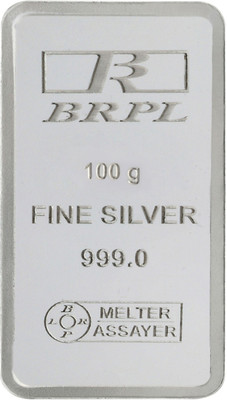 R
BRPL
100 g
FINE SILVER
999.0
B
L R
P
MELTER
ASSAYER